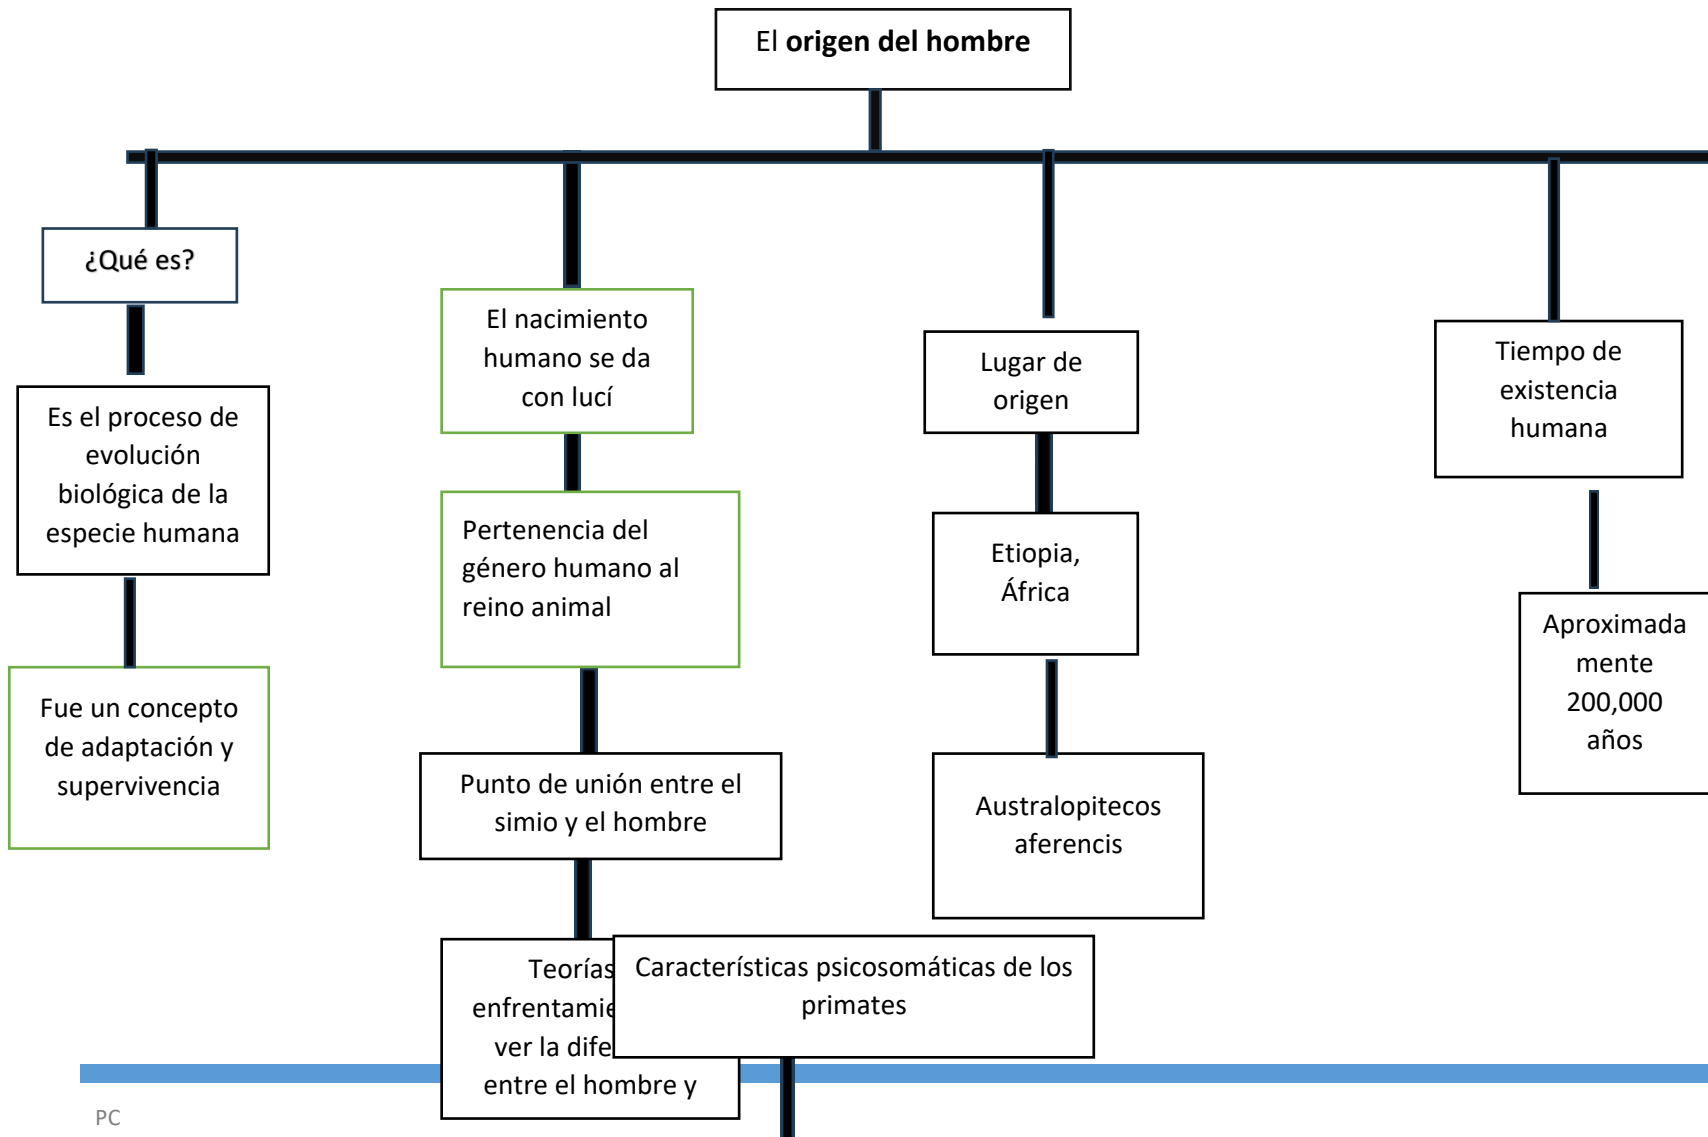 El origen del hombre
¿Qué es?
Es el proceso de
evolución
biológica de la
especie humana
Fue un concepto
de adaptación y
supervivencia
El nacimiento
humano se da
con lucí
Pertenencia del
género humano al
reino animal
Punto de unión entre el
simio y el hombre
Teorías
ver la
entre el hombre y
Características psicosomáticas de los
primates
Lugar de
origen
Etiopia,
África
Australopitecos
aferencis
Tiempo de
existencia
humana
Aproximada
mente
200,000
años
PC